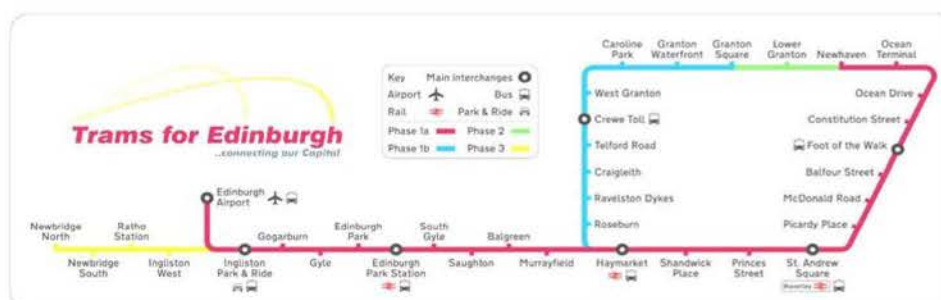 Trams for Edinburgh
...connecting our Capital
Key
Main Interchanges
Airport
Bus
Rail
Park & Ride
Phase 1a
Phase 2
Phase 1b
Phase 3
Caroline
Park
Granton
Waterfront
Granton
Square
Lower
Granton
Newhaven
Ocean
Terminal
West Granton
Ocean Drive
Crewe Toll
Constitution Street
Telford Road
Foot of the Walk
Craigleith
Balfour Street
Ravelston Dykes
McDonald Road
Roseburn
Picardy Place
Edinburgh
Airport
Newbridge
North
Ratho
Station
Gogarburn
Edinburgh
Park
South
Gyle
Balgreen
Newbridge
South
Ingliston
West
Ingliston
Park & Ride
Gyle
Edinburgh
Park Station
Saughton
Murrayfield
Haymarket
Shandwick
Place
Princes
Street
St. Andrew
Square
Waverley